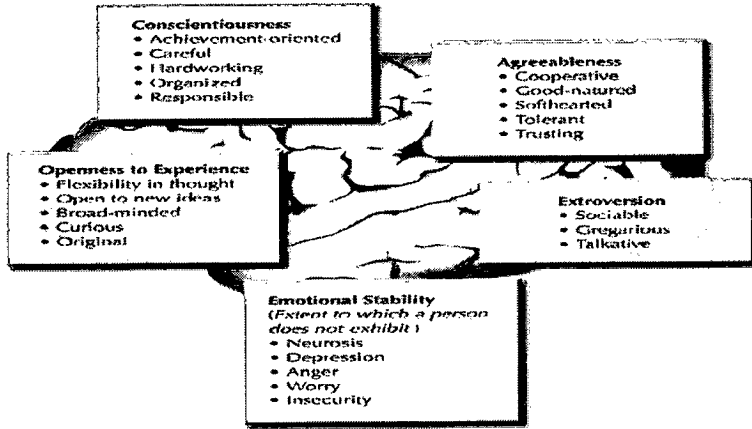 Conscientiousness
• Achievement-oriented
• Careful
• Hardworking
• Organized
• Responsible
Agreeableness
• Cooperative
• Good-natured
• Softhearted
• Tolerant
• Trusting
Openness to Experience
• Flexibility in thought
• Open to new ideas
• Broad-minded
• Curious
• Original
Extroversion
• Sociable
• Gregarious
• Talkative
Emotional Stability
(Extent to which a person
does not exhibit)
• Neurosis
• Depression
• Anger
• Worry
• Insecurity